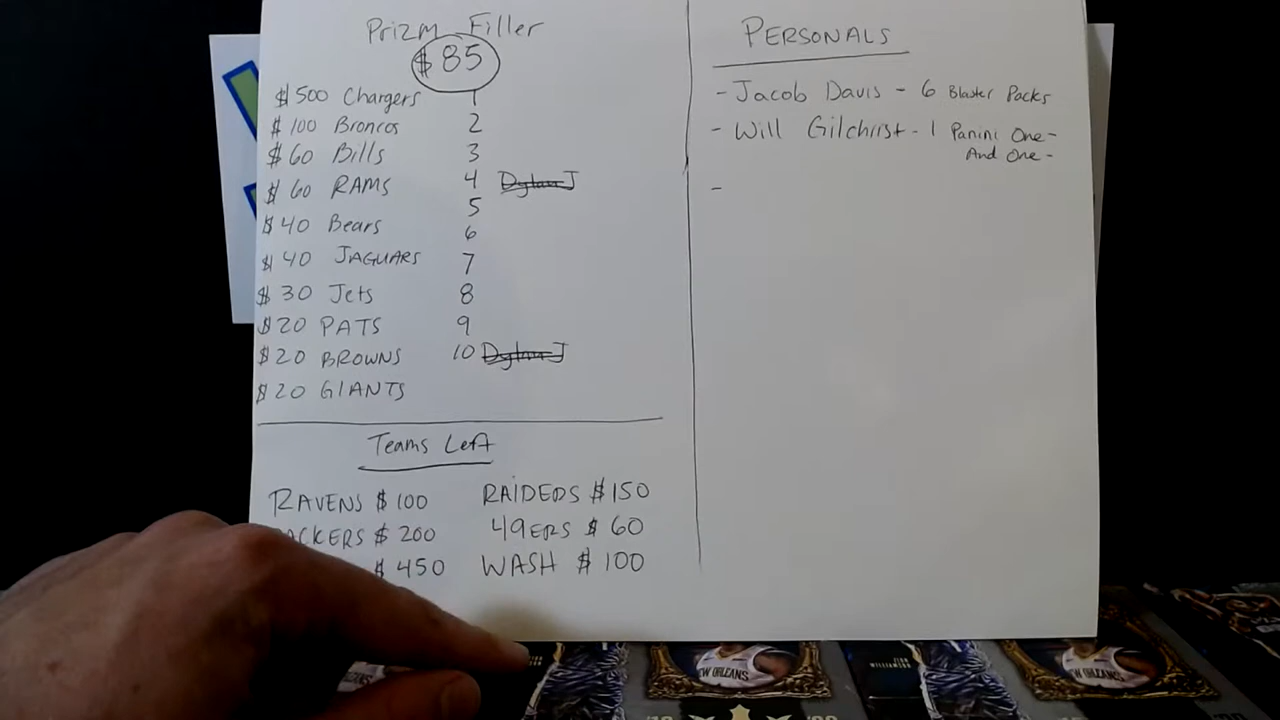 Prizm Filler
$85
$500 Chargers 1
$100 Broncos 2
$60 Bills 3
$60 RAMS 4 Dylan J
5
$40 Bears 6
$40 JAGUARS 7
$30 Jets 8
$20 PATS 9
$20 BROWNS 10 Dylan J
$20 GIANTS
Teams Left
RAVENS $100 RAIDERS $150
ACKERS $200 49ERS $60
$450 WASH $100
PERSONALS
- Jacob Davis - 6 Blaster Packs
- Will Gilchrist - 1 Panini One-
And One-
-
NEW ORLEANS
ZION
WILLIAMSON
NEW ORLEANS